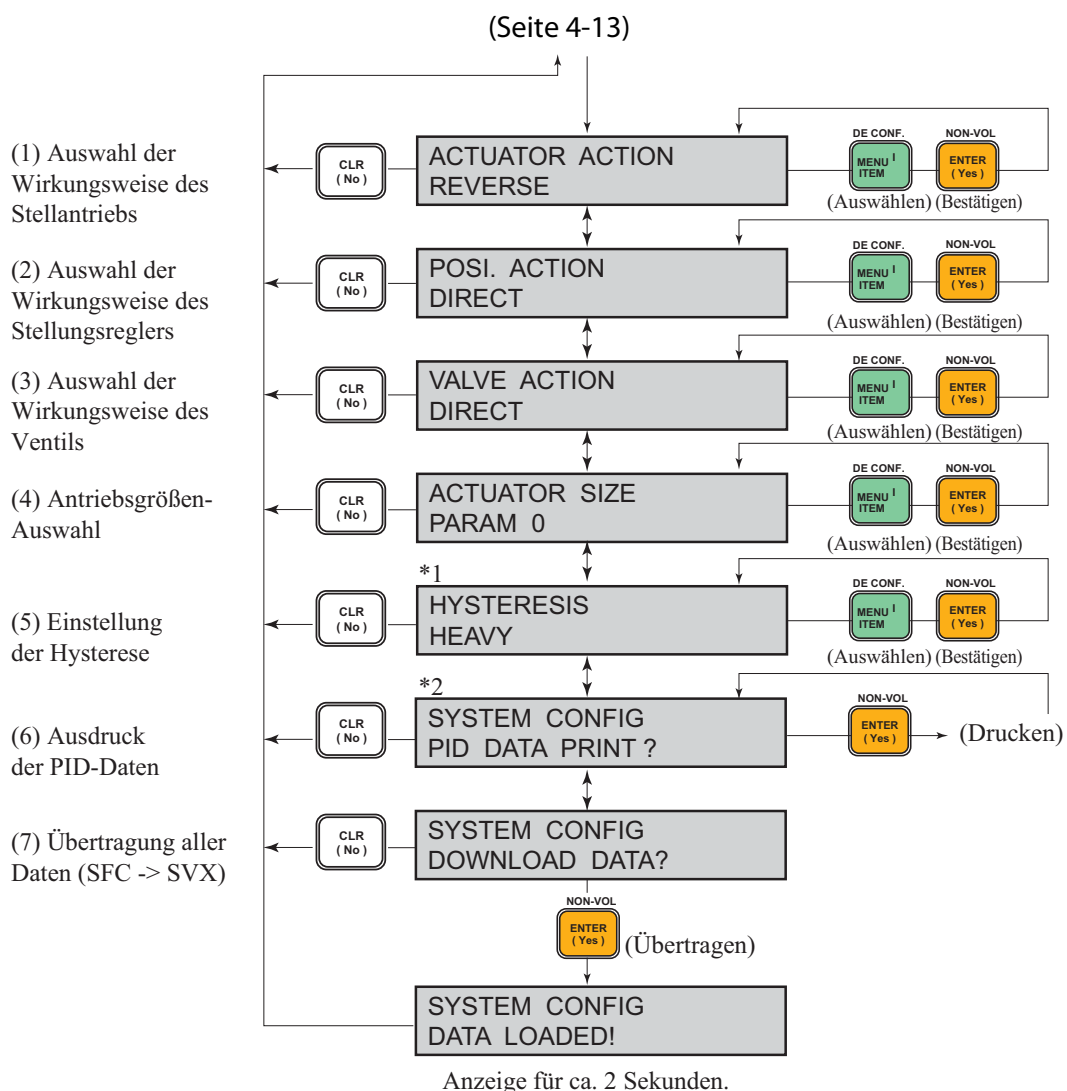 (Seite 4-13)
(1) Auswahl der
Wirkungsweise des
Stellantriebs
CLR
( No )
ACTUATOR ACTION
REVERSE
DE CONF.
MENU I
ITEM
NON-VOL
ENTER
( Yes )
(Auswählen) (Bestätigen)
(2) Auswahl der
Wirkungsweise des
Stellungsreglers
CLR
( No )
POSI. ACTION
DIRECT
DE CONF.
MENU I
ITEM
NON-VOL
ENTER
( Yes )
(Auswählen) (Bestätigen)
(3) Auswahl der
Wirkungsweise des
Ventils
CLR
( No )
VALVE ACTION
DIRECT
DE CONF.
MENU I
ITEM
NON-VOL
ENTER
( Yes )
(Auswählen) (Bestätigen)
(4) Antriebsgrößen-
Auswahl
CLR
( No )
ACTUATOR SIZE
PARAM 0
DE CONF.
MENU I
ITEM
NON-VOL
ENTER
( Yes )
(Auswählen) (Bestätigen)
*1
(5) Einstellung
der Hysterese
CLR
( No )
HYSTERESIS
HEAVY
DE CONF.
MENU I
ITEM
NON-VOL
ENTER
( Yes )
(Auswählen) (Bestätigen)
*2
(6) Ausdruck
der PID-Daten
CLR
( No )
SYSTEM CONFIG
PID DATA PRINT ?
NON-VOL
ENTER
( Yes )
(Drucken)
(7) Übertragung aller
Daten (SFC -> SVX)
CLR
( No )
SYSTEM CONFIG
DOWNLOAD DATA?
NON-VOL
ENTER
( Yes )
(Übertragen)
SYSTEM CONFIG
DATA LOADED!
Anzeige für ca. 2 Sekunden.